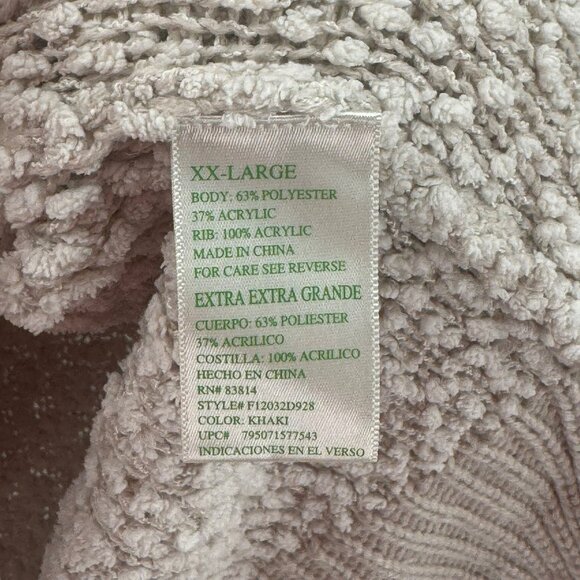 XX-LARGE
BODY: 63% POLYESTER
37% ACRYLIC
RIB: 100% ACRYLIC
MADE IN CHINA
FOR CARE SEE REVERSE
EXTRA EXTRA GRANDE
CUERPO: 63% POLIESTER
37% ACRILICO
COSTILLA: 100% ACRILICO
HECHO EN CHINA
RN# 83814
STYLE# F12032D928
COLOR: KHAKI
UPC# 795071577543
INDICACIONES EN EL VERSO